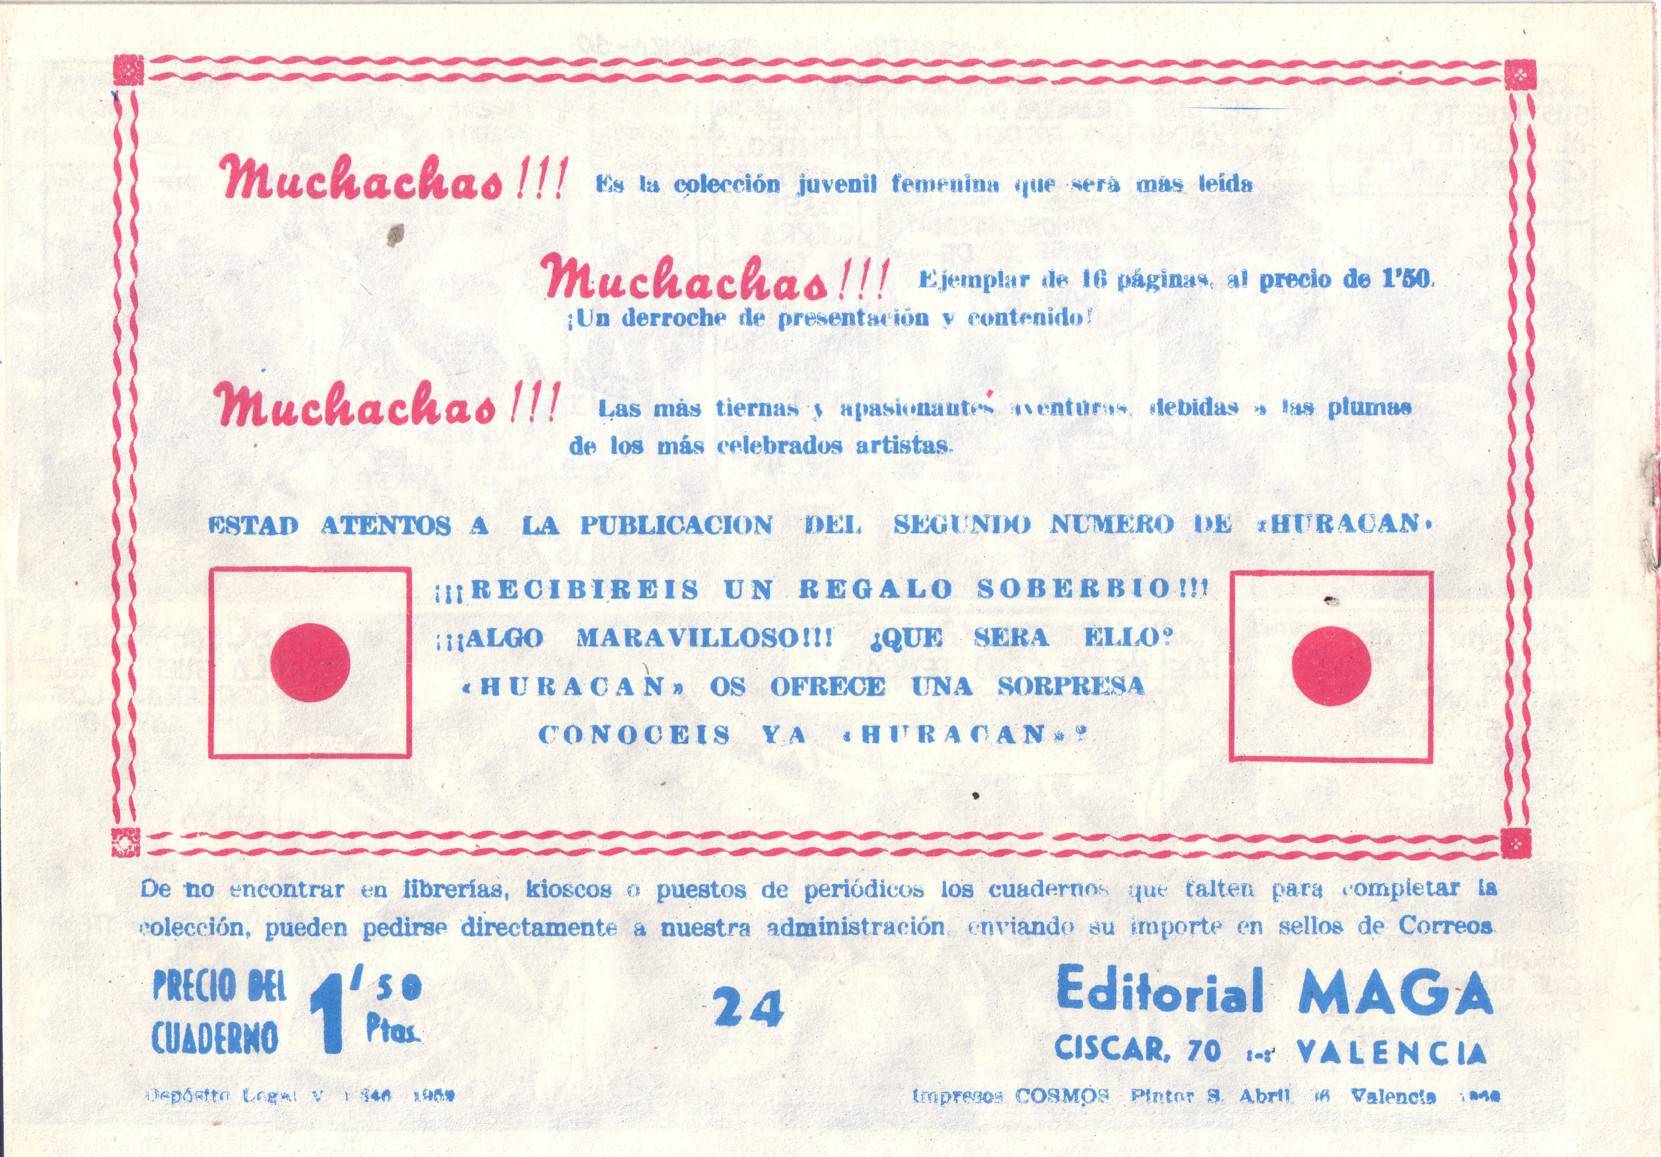 Muchachas!!! Es la colección juvenil femenina que será más leída
Muchachas!!! Ejemplar de 16 páginas, al precio de 1'50.
¡Un derroche de presentación y contenido!
Muchachas!!! Las más tiernas y apasionantes aventuras, debidas a las plumas
de los más celebrados artistas.
ESTAD ATENTOS A LA PUBLICACION DEL SEGUNDO NUMERO DE «HURACAN»
¡¡¡RECIBIREIS UN REGALO SOBERBIO!!!
¡¡¡ALGO MARAVILLOSO!!! ¿QUE SERA ELLO?
«HURACAN» OS OFRECE UNA SORPRESA
CONOCEIS YA «HURACAN»?
De no encontrar en librerías, kioscos o puestos de periódicos los cuadernos que falten para completar la
colección, pueden pedirse directamente a nuestra administración, enviando su importe en sellos de Correos
PRECIO DEL CUADERNO 1'50 Ptas.
24
Editorial MAGA
CISCAR, 70 :-: VALENCIA
Depósito Legal V
Impresos COSMOS Pintor S. Abril Valencia